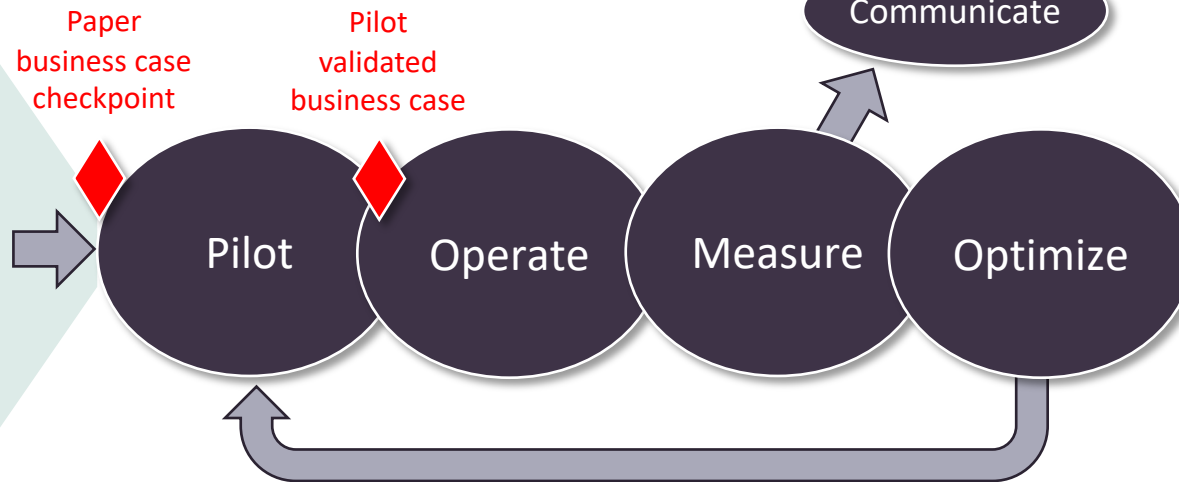 Communicate
Paper
business case
checkpoint
Pilot
validated
business case
Pilot
Operate
Measure
Optimize